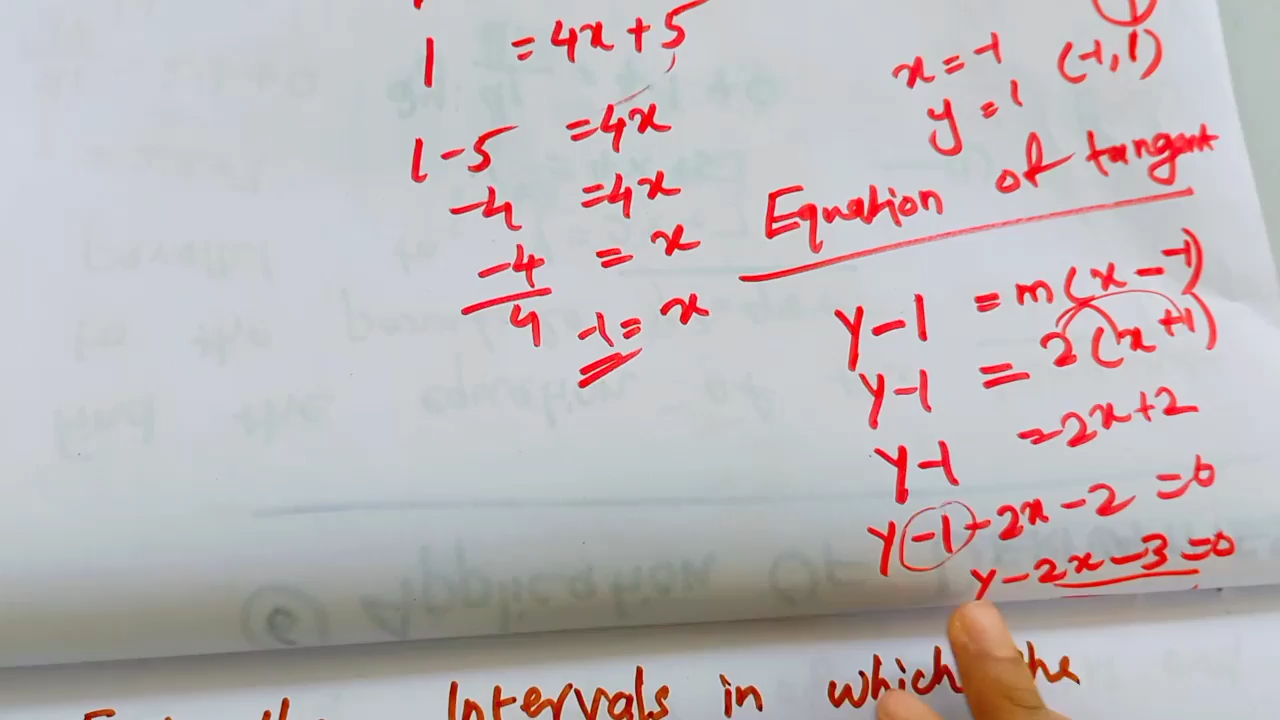 1 = 4x + 5
1 - 5 = 4x
-4 = 4x
-4/4 = x
-1 = x
x = -1 (-1, 1)
y = 1
Equation of tangent
y - 1 = m(x - -1)
y - 1 = 2(x + 1)
y - 1 = 2x + 2
y - 1 - 2x - 2 = 0
y - 2x - 3 = 0
Intervals in which the